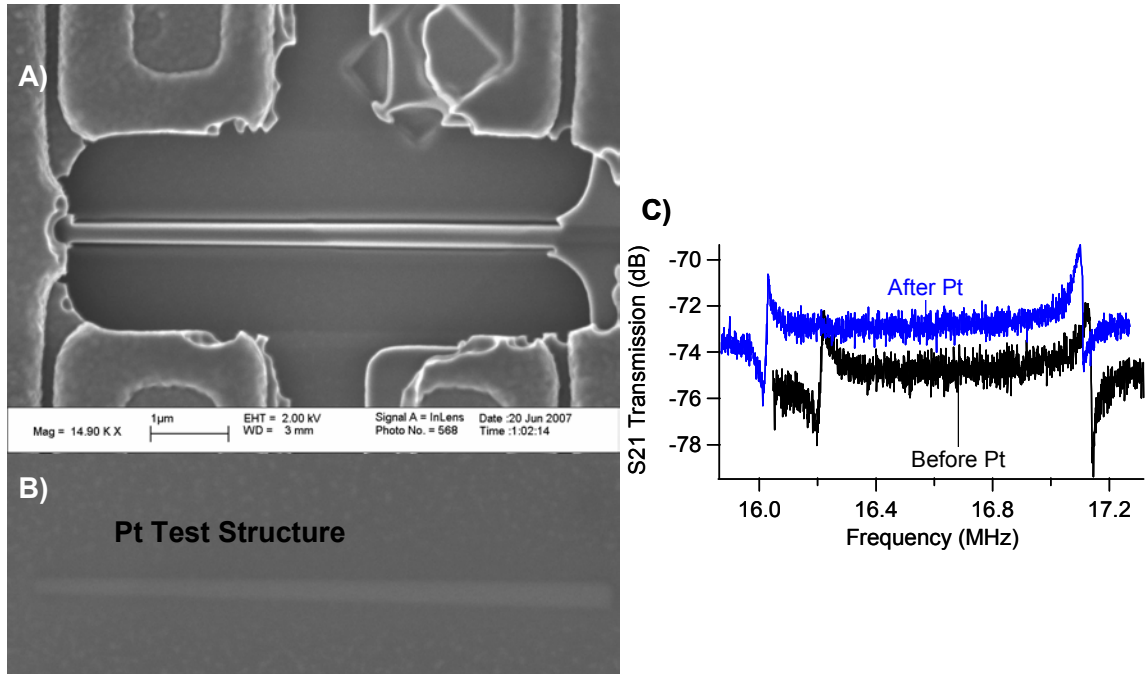 A)
Mag = 14.90 K X
1µm
EHT = 2.00 kV
WD = 3 mm
Signal A = InLens
Photo No. = 568
Date :20 Jun 2007
Time :1:02:14
B)
Pt Test Structure
C)
S21 Transmission (dB)
-70
-72
-74
-76
-78
After Pt
Before Pt
16.0
16.4
16.8
17.2
Frequency (MHz)